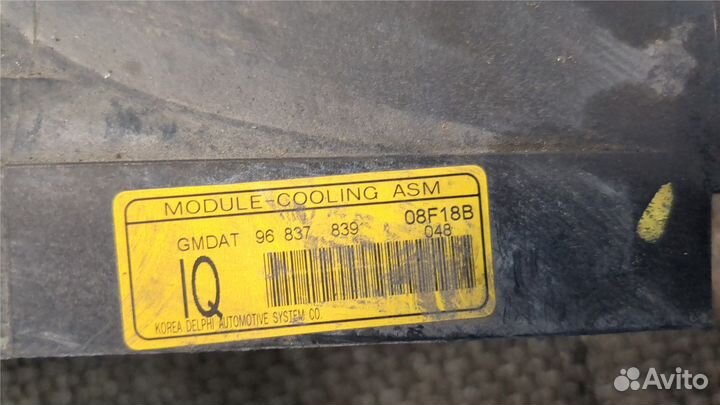 MODULE-COOLING ASM
GMDAT 96 837 839 08F18B
048
IQ
KOREA DELPHI AUTOMOTIVE SYSTEM CO.
Avito